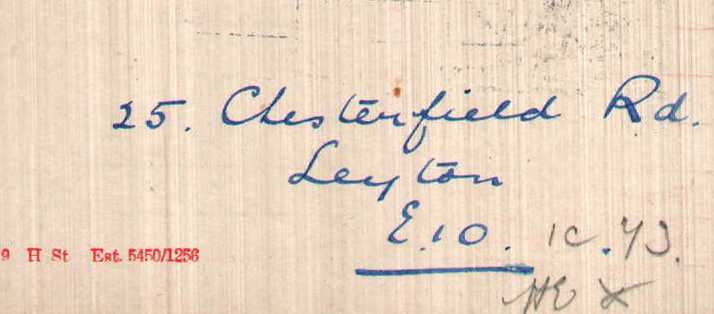 25. Chesterfield Rd.
Leyton
E.10.
9 H St Est. 5450/1256